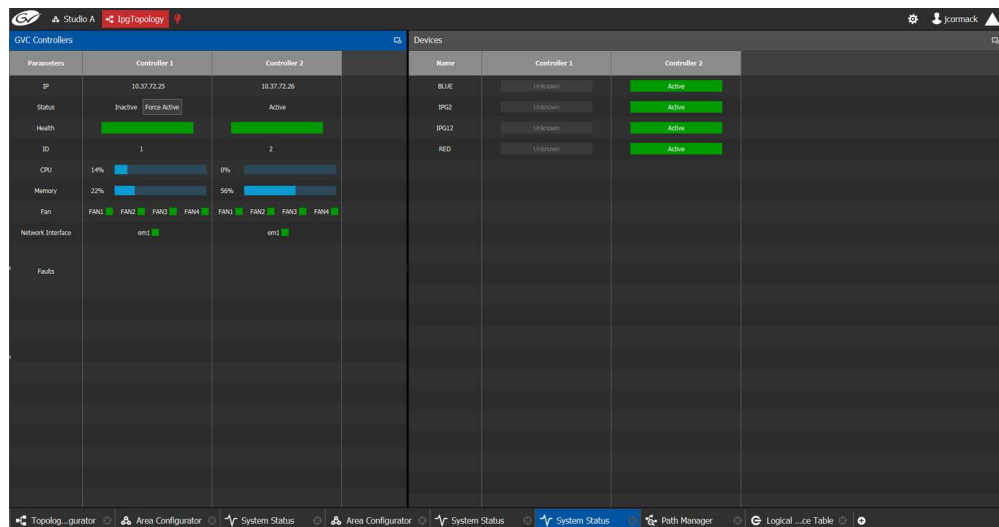 GV Studio A IpgTopology jcormack
GVC Controllers
Devices
Parameters Controller 1 Controller 2
Name Controller 1 Controller 2
IP 10.37.72.25 10.37.72.26
BLUE Unknown Active
Status Inactive Force Active Active
IPG2 Unknown Active
Health
IPG12 Unknown Active
ID 1 2
RED Unknown Active
CPU 14% 0%
Memory 22% 56%
Fan FAN1 FAN2 FAN3 FAN4 FAN1 FAN2 FAN3 FAN4
Network Interface em1 em1
Faults
Topolog...gurator Area Configurator System Status Area Configurator System Status System Status Path Manager Logical ...ce Table